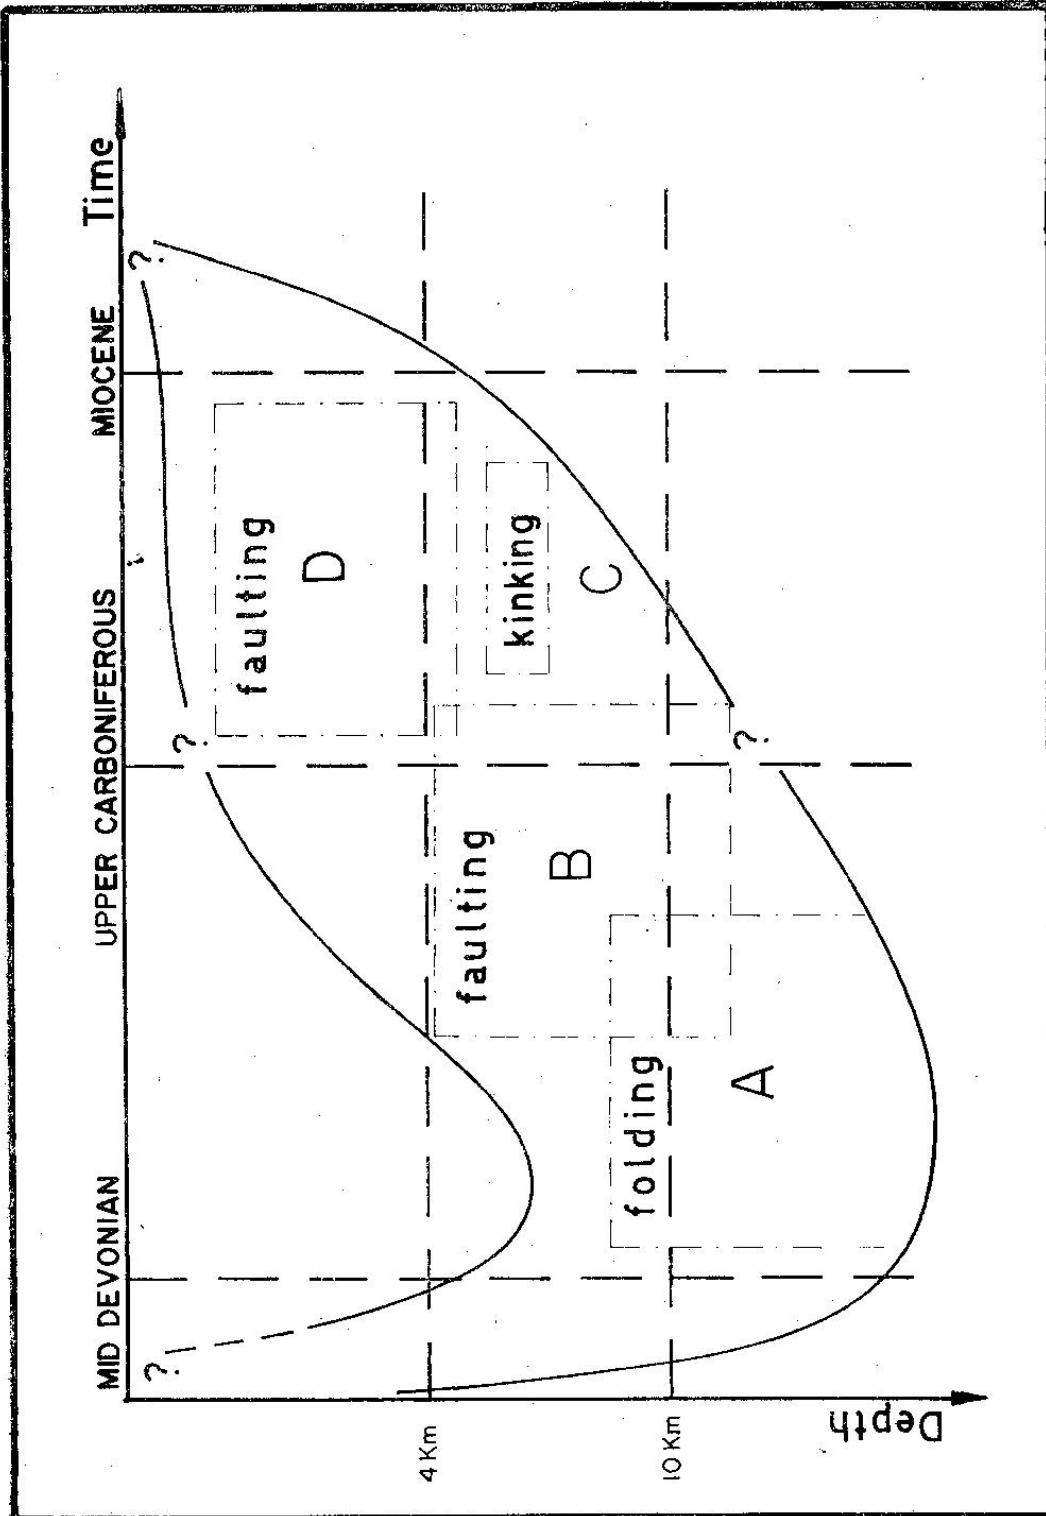 MID DEVONIAN
UPPER CARBONIFEROUS
MIOCENE
Time
?
?
?
faulting
D
4 Km
faulting
B
kinking
C
folding
A
?
10 Km
Depth